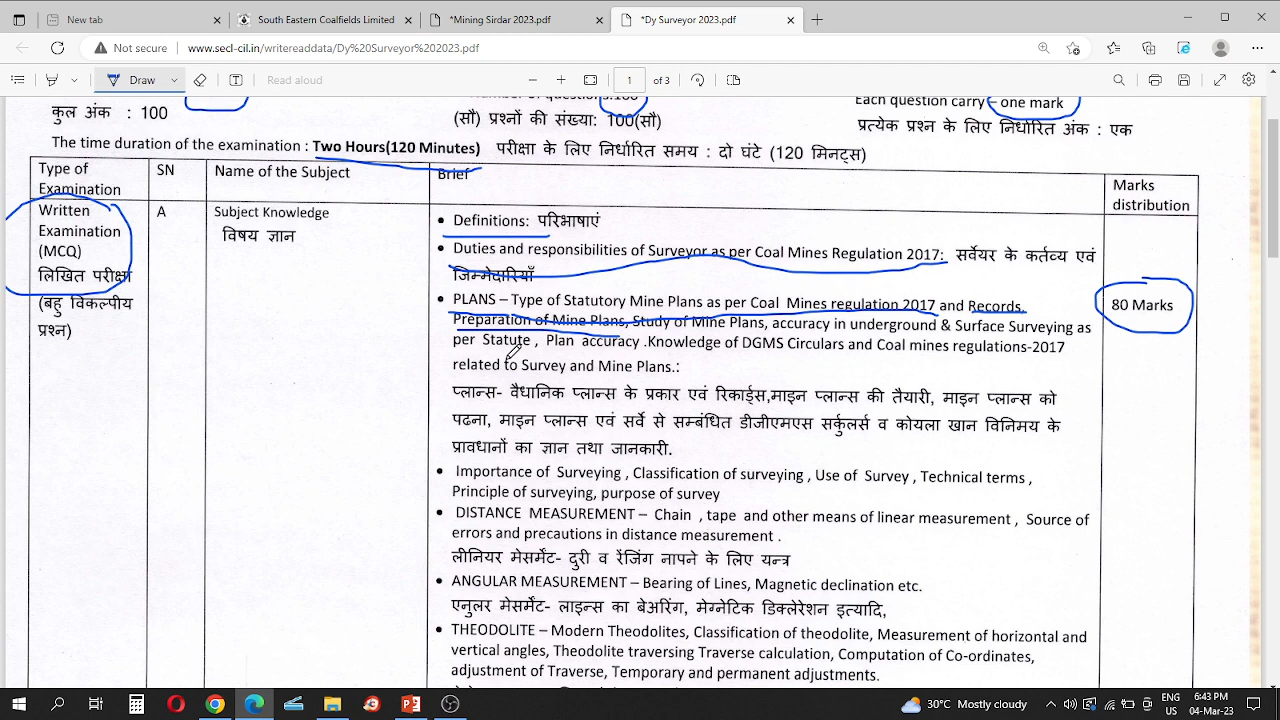 New tab
South Eastern Coalfields Limited
*Mining Sirdar 2023.pdf
*Dy Surveyor 2023.pdf
Not secure | www.secl-cil.in/writereaddata/Dy%20Surveyor%202023.pdf
Draw
Read aloud
1 of 3
Each question carry – one mark
कुल अंक : 100
(सौ) प्रश्नों की संख्या: 100(सौ)
प्रत्येक प्रश्न के लिए निर्धारित अंक : एक
The time duration of the examination : Two Hours(120 Minutes) परीक्षा के लिए निर्धारित समय : दो घंटे (120 मिनट्स)
Type of Examination
SN
Name of the Subject
Brief
Marks distribution
Written
Examination
(MCQ)
लिखित परीक्षा
(बहु विकल्पीय
प्रश्न)
A
Subject Knowledge
विषय ज्ञान
• Definitions: परिभाषाएं
• Duties and responsibilities of Surveyor as per Coal Mines Regulation 2017: सर्वेयर के कर्तव्य एवं
जिम्मेदारियाँ
• PLANS – Type of Statutory Mine Plans as per Coal Mines regulation 2017 and Records,
Preparation of Mine Plans, Study of Mine Plans, accuracy in underground & Surface Surveying as
per Statute , Plan accuracy .Knowledge of DGMS Circulars and Coal mines regulations-2017
related to Survey and Mine Plans.:
प्लान्स- वैधानिक प्लान्स के प्रकार एवं रिकार्ड्स,माइन प्लान्स की तैयारी, माइन प्लान्स को
पढना, माइन प्लान्स एवं सर्वे से सम्बंधित डीजीएमएस सर्कुलर्स व कोयला खान विनिमय के
प्रावधानों का ज्ञान तथा जानकारी.
• Importance of Surveying , Classification of surveying , Use of Survey , Technical terms ,
Principle of surveying, purpose of survey
• DISTANCE MEASUREMENT – Chain , tape and other means of linear measurement , Source of
errors and precautions in distance measurement .
लीनियर मेसर्मेंट- दुरी व रेंजिंग नापने के लिए यन्त्र
• ANGULAR MEASUREMENT – Bearing of Lines, Magnetic declination etc.
एनुलर मेसर्मेंट- लाइन्स का बेअरिंग, मेग्नेटिक डिक्लेरेशन इत्यादि,
• THEODOLITE – Modern Theodolites, Classification of theodolite, Measurement of horizontal and
vertical angles, Theodolite traversing Traverse calculation, Computation of Co-ordinates,
adjustment of Traverse, Temporary and permanent adjustments.
80 Marks
30°C Mostly cloudy
ENG
US
6:43 PM
04-Mar-23